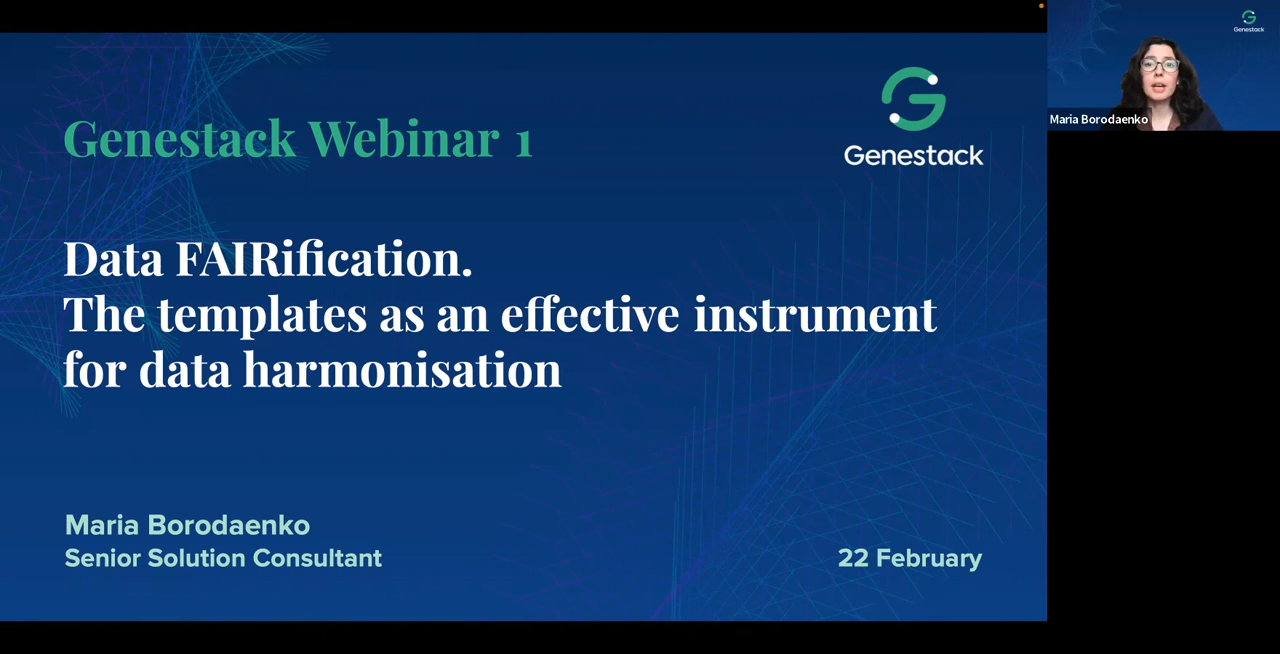 Genestack Webinar 1
Genestack
Data FAIRification.
The templates as an effective instrument
for data harmonisation
Maria Borodaenko
Senior Solution Consultant
22 February
Genestack
Maria Borodaenko